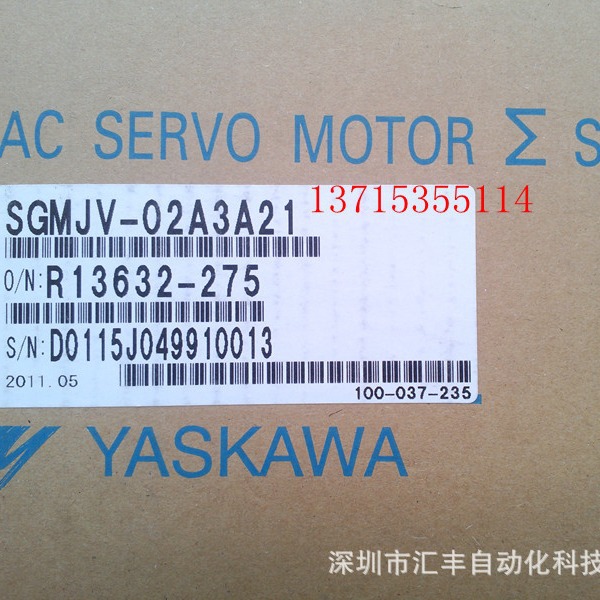 AC SERVO MOTOR Σ S
SGMJV-02A3A21
13715355114
O/N: R13632-275
S/N: D0115J049910013
2011.05
100-037-235
YASKAWA
深圳市汇丰自动化科技